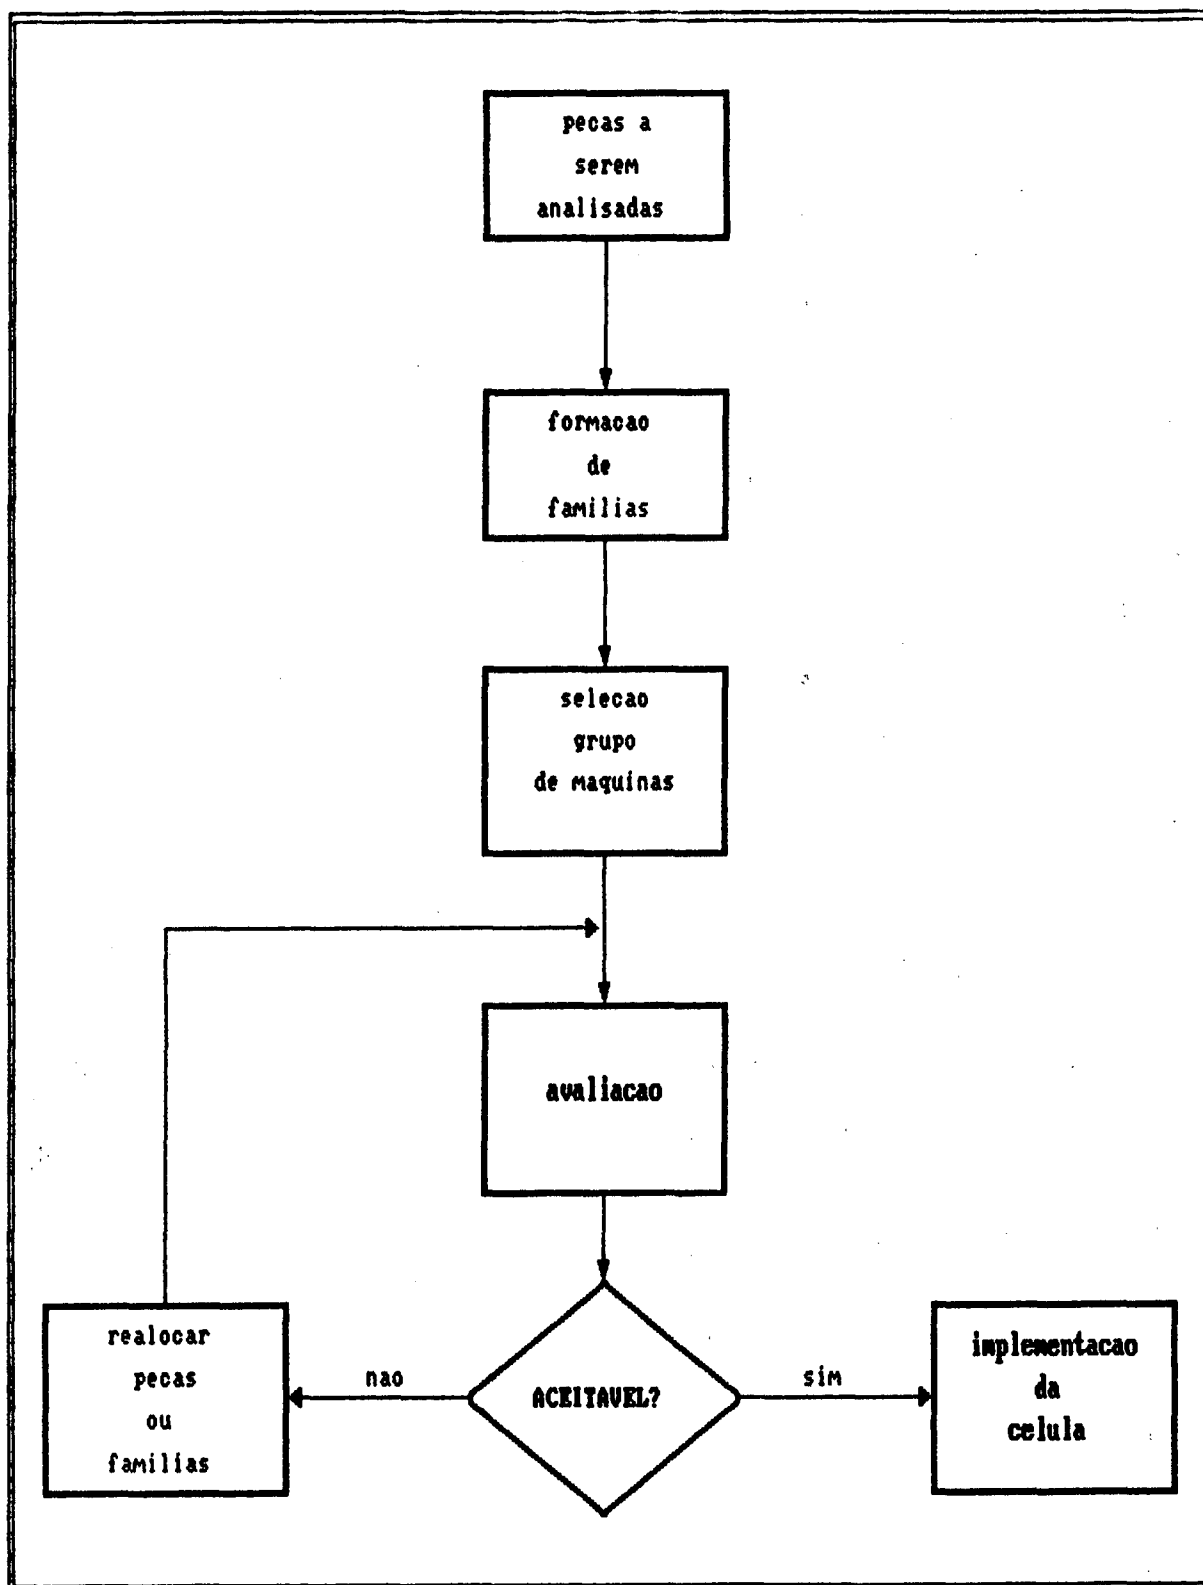 pecas a
serem
analisadas
formacao
de
familias
selecao
grupo
de maquinas
avaliacao
realocar
pecas
ou
familias
nao
ACEITAVEL?
sim
implementacao
da
celula